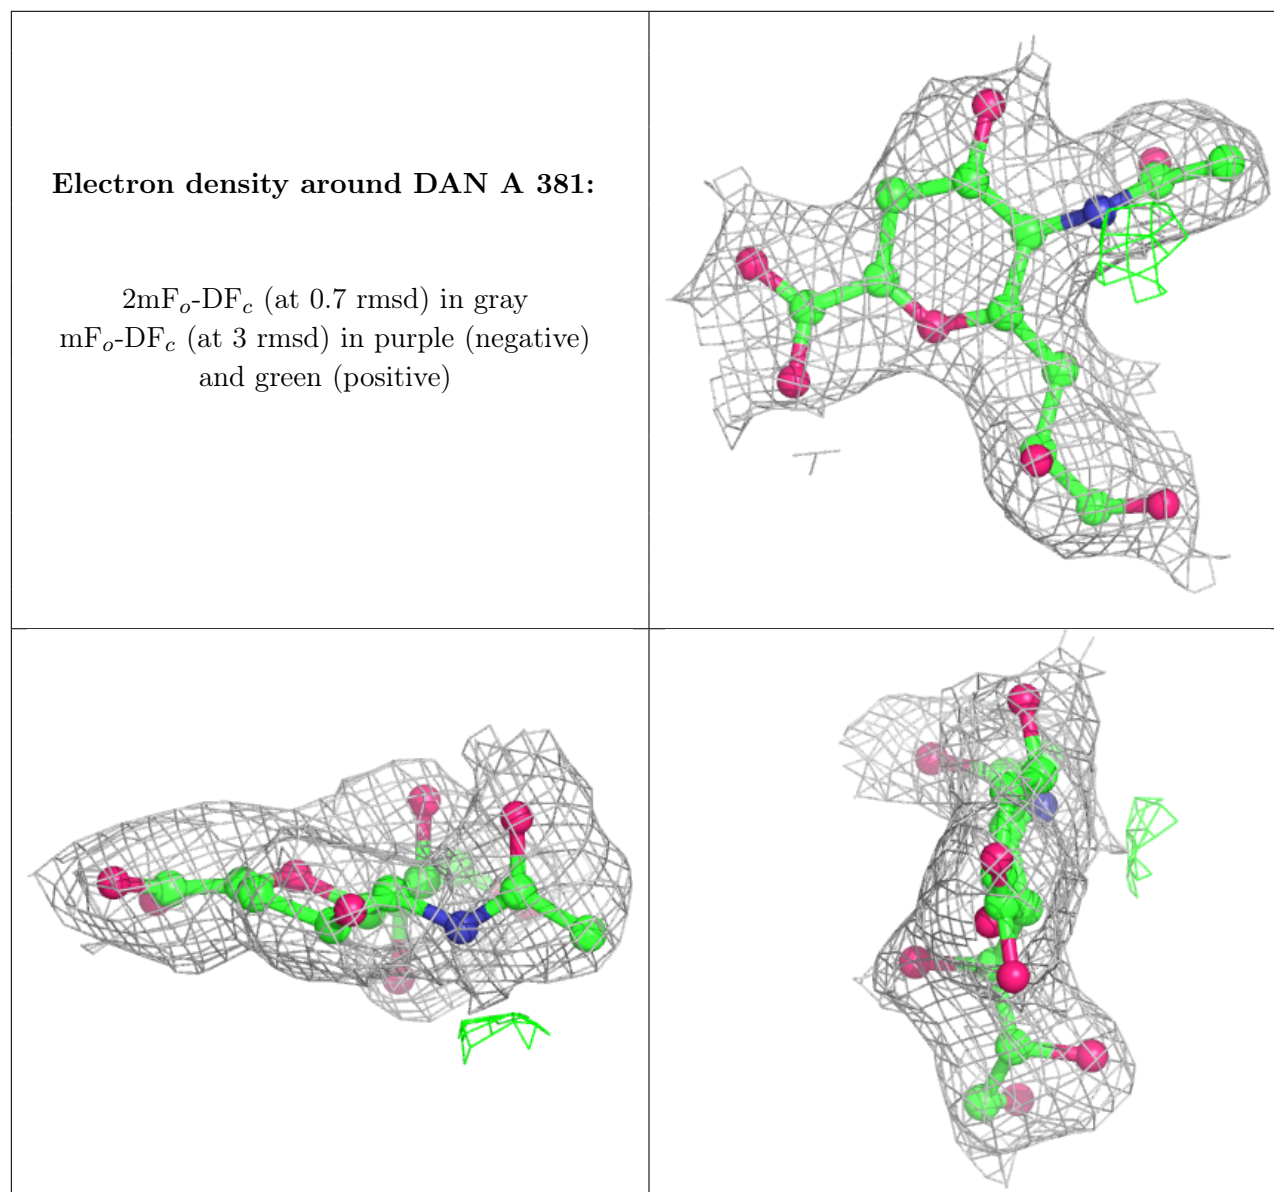 Electron density around DAN A 381:
2mFo-DFc (at 0.7 rmsd) in gray
mFo-DFc (at 3 rmsd) in purple (negative)
and green (positive)